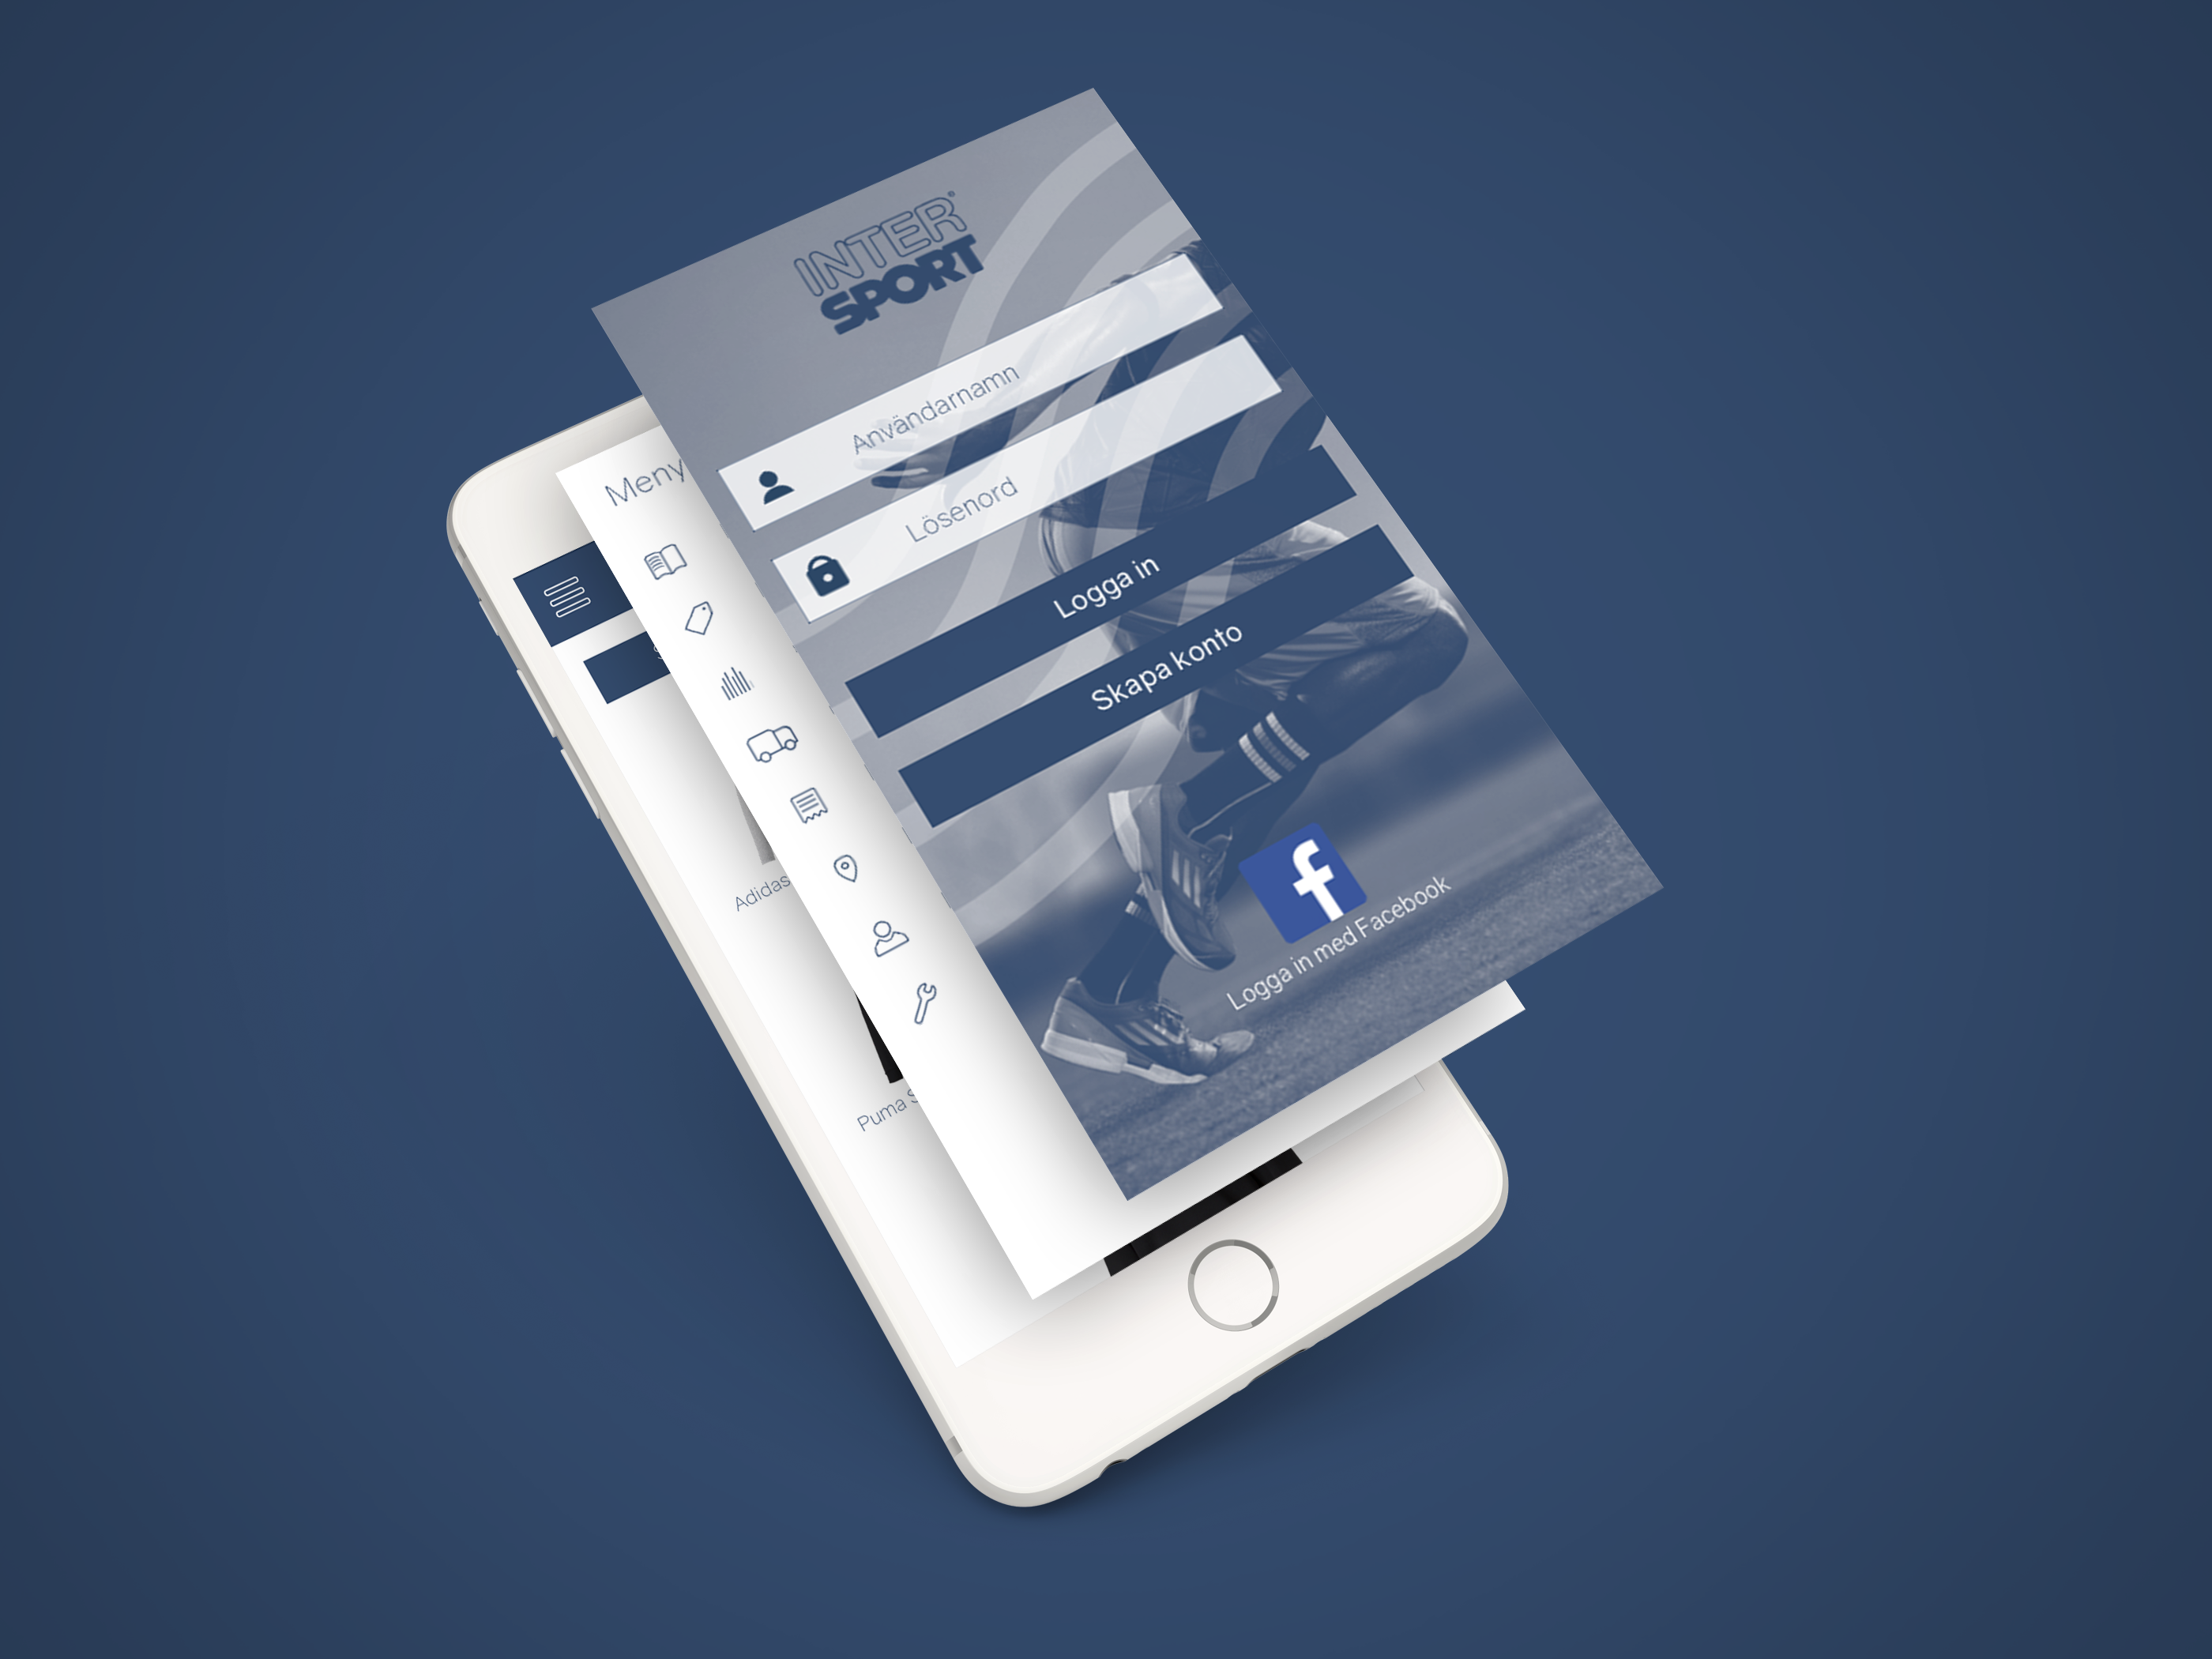 INTER
SPORT
Användarnamn
Lösenord
Logga in
Skapa konto
f
Logga in med Facebook
Meny
Adidas
Puma